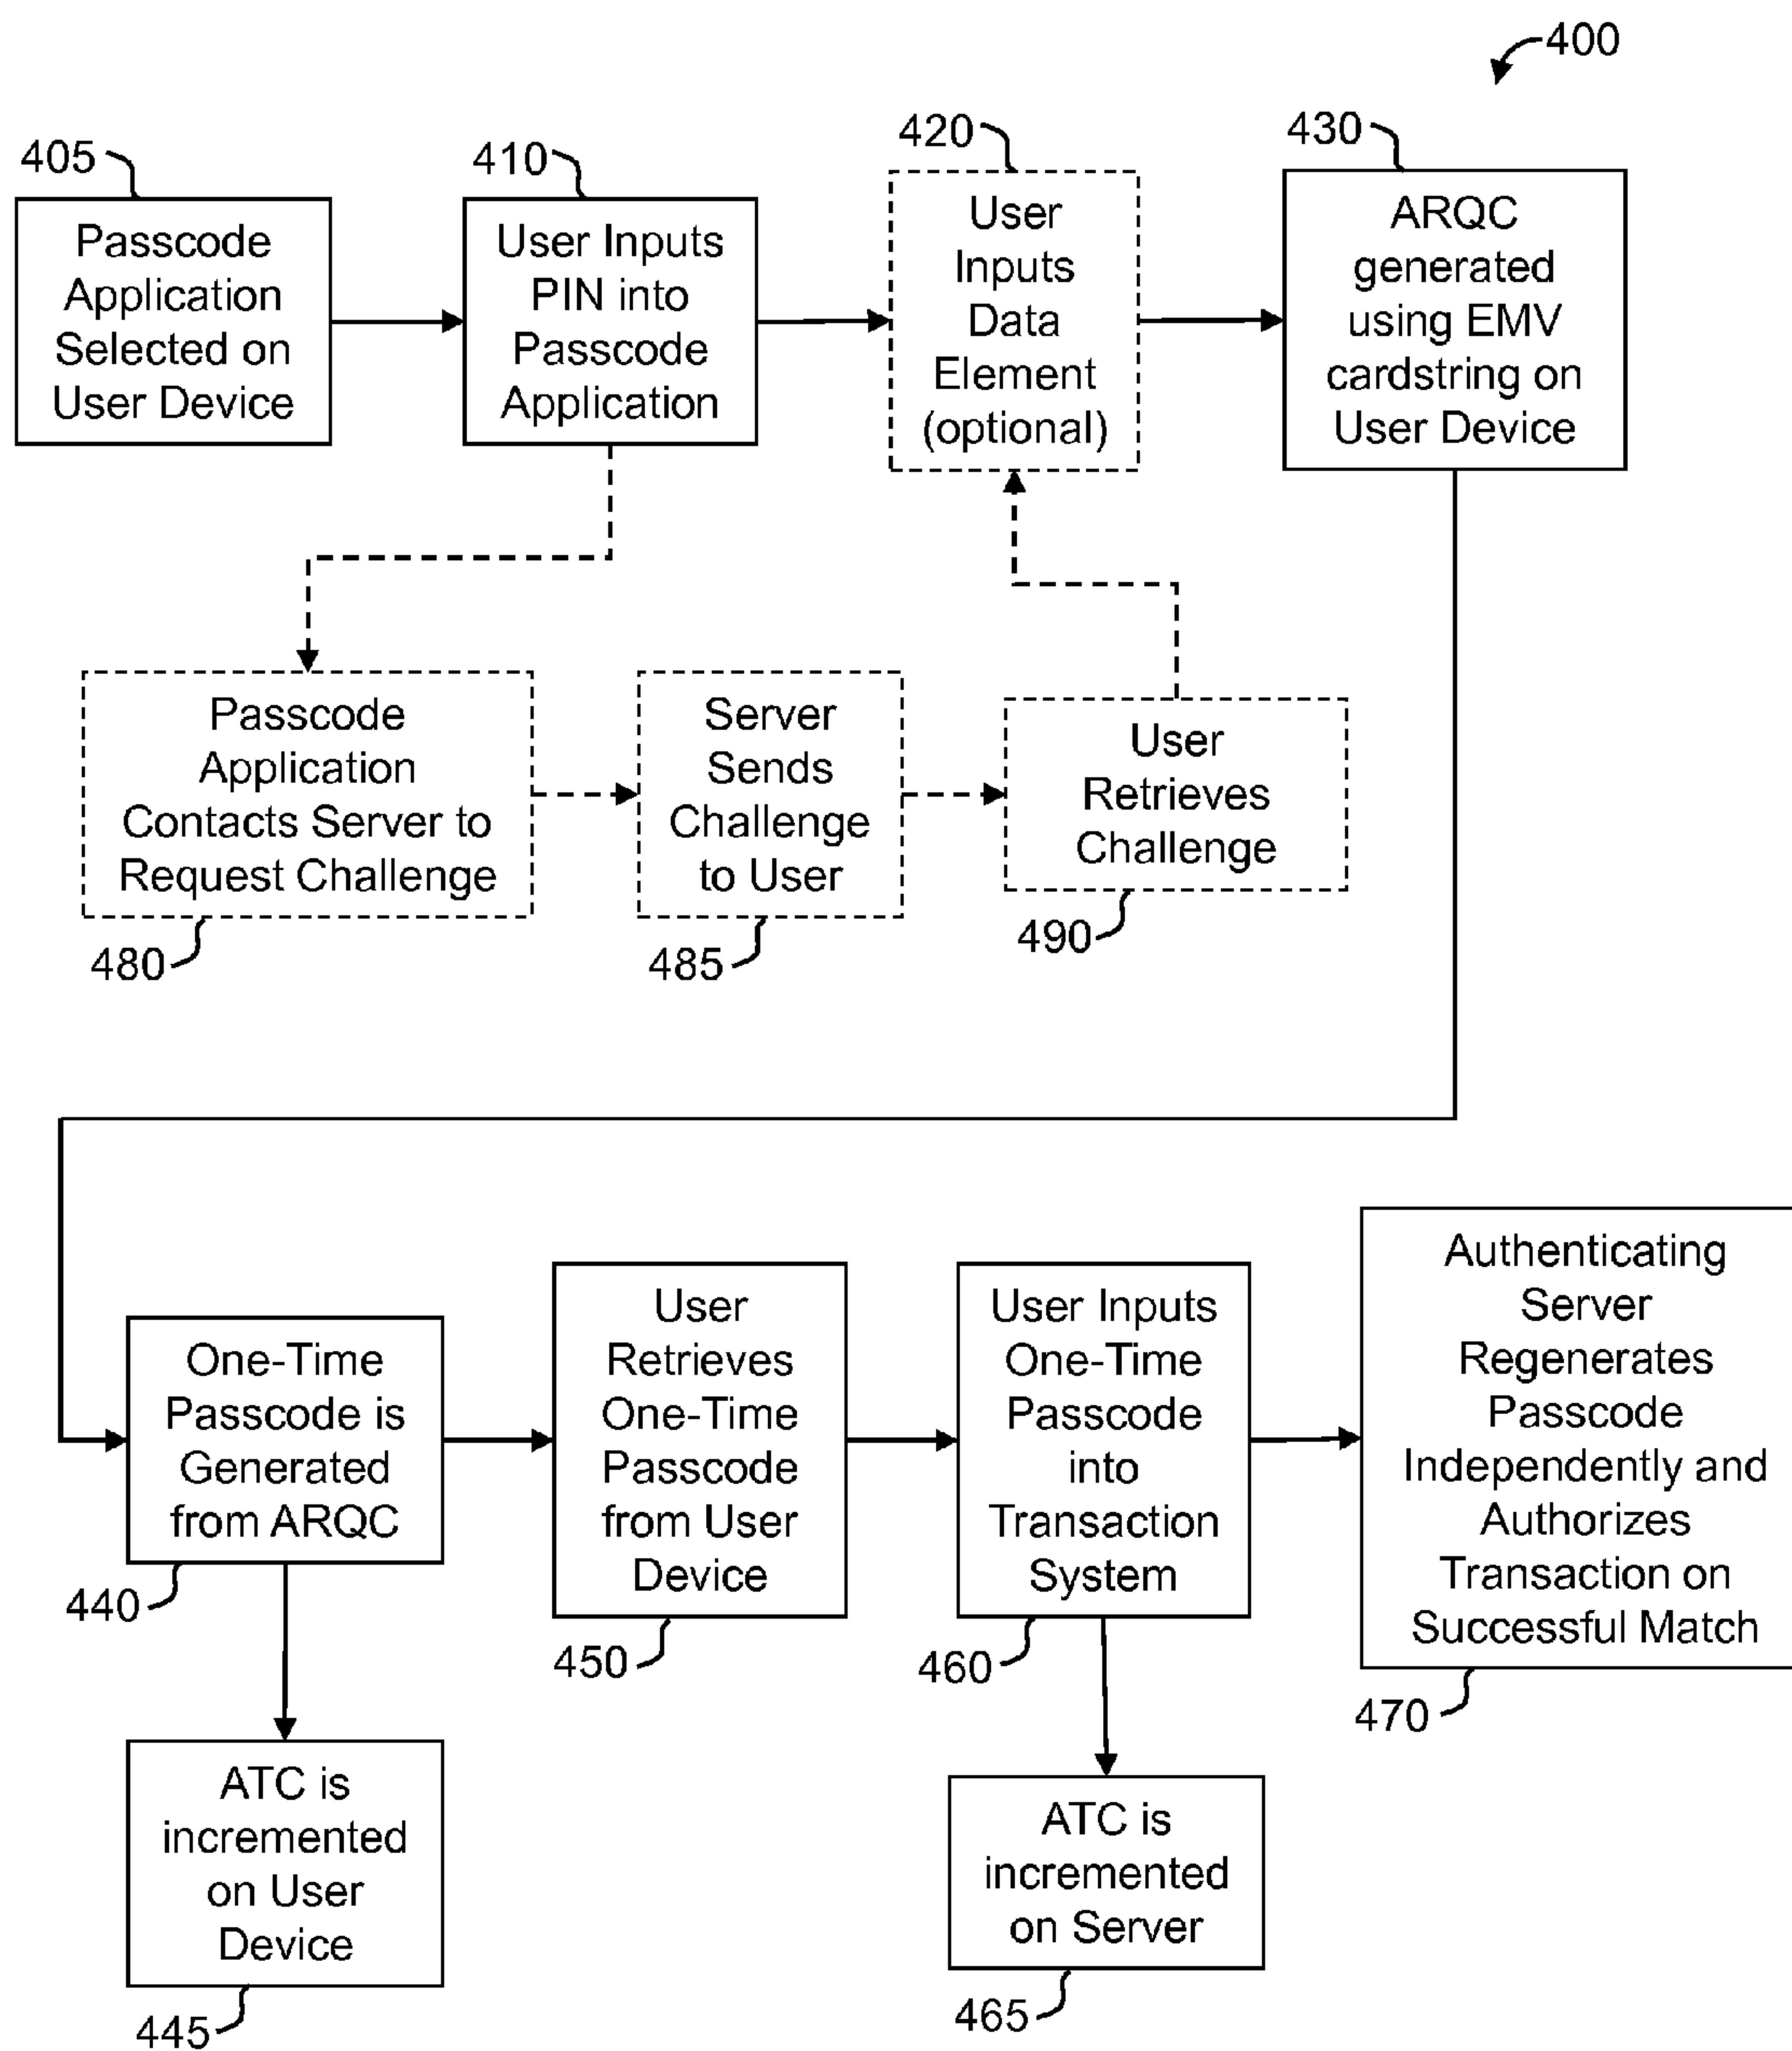 400
405
Passcode
Application
Selected on
User Device
410
User Inputs
PIN into
Passcode
Application
420
User
Inputs
Data
Element
(optional)
430
ARQC
generated
using EMV
cardstring on
User Device
Passcode
Application
Contacts Server to
Request Challenge
480
Server
Sends
Challenge
to User
485
User
Retrieves
Challenge
490
One-Time
Passcode is
Generated
from ARQC
440
User
Retrieves
One-Time
Passcode
from User
Device
450
User Inputs
One-Time
Passcode
into
Transaction
System
460
Authenticating
Server
Regenerates
Passcode
Independently and
Authorizes
Transaction on
Successful Match
470
ATC is
incremented
on User
Device
445
ATC is
incremented
on Server
465